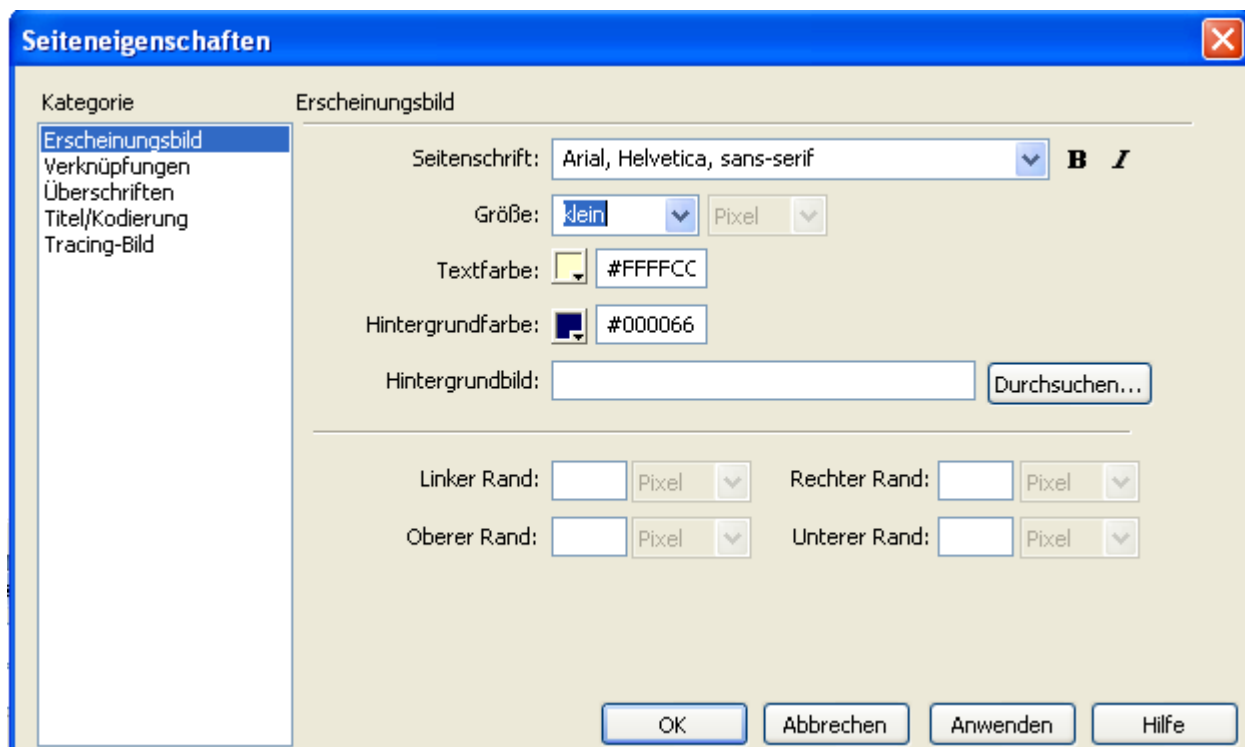 Seiteneigenschaften
Kategorie
Erscheinungsbild
Verknüpfungen
Überschriften
Titel/Kodierung
Tracing-Bild
Erscheinungsbild
Seitenschrift: Arial, Helvetica, sans-serif B I
Größe: klein Pixel
Textfarbe: #FFFFCC
Hintergrundfarbe: #000066
Hintergrundbild: Durchsuchen...
Linker Rand: Pixel Rechter Rand: Pixel
Oberer Rand: Pixel Unterer Rand: Pixel
OK Abbrechen Anwenden Hilfe